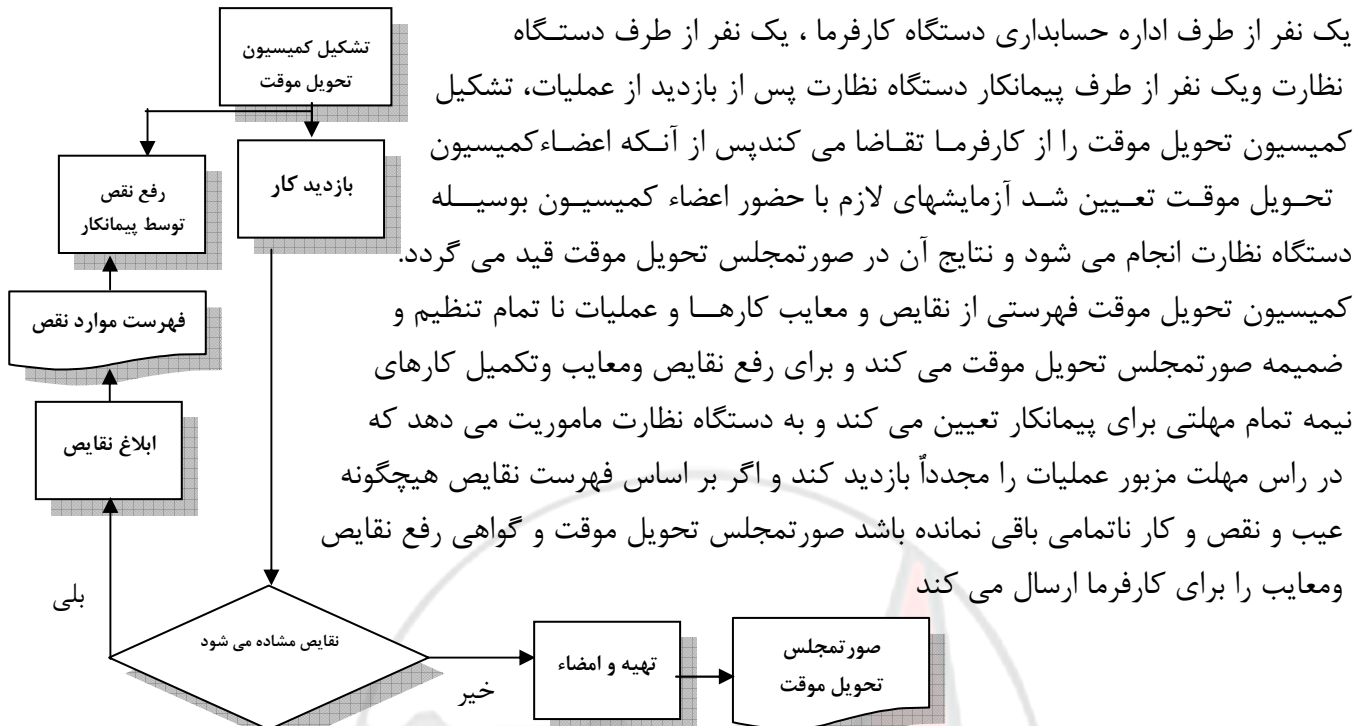 یک نفر از طرف اداره حسابداری دستگاه کارفرما ، یک نفر از طرف دستگاه
نظارت ویک نفر از طرف پیمانکار دستگاه نظارت پس از بازدید از عملیات، تشکیل
کمیسیون تحویل موقت را از کارفرما تقاضا می کندپس از آنکه اعضاءکمیسیون
تحویل موقت تعیین شد آزمایشهای لازم با حضور اعضاء کمیسیون بوسیله
دستگاه نظارت انجام می شود و نتایج آن در صورتمجلس تحویل موقت قید می گردد.
کمیسیون تحویل موقت فهرستی از نقایص و معایب کارها و عملیات نا تمام تنظیم و
ضمیمه صورتمجلس تحویل موقت می کند و برای رفع نقایص ومعایب وتکمیل کارهای
نیمه تمام مهلتی برای پیمانکار تعیین می کند و به دستگاه نظارت ماموریت می دهد که
در راس مهلت مزبور عملیات را مجدداٌ بازدید کند و اگر بر اساس فهرست نقایص هیچگونه
عیب و نقص و کار ناتمامی باقی نمانده باشد صورتمجلس تحویل موقت و گواهی رفع نقایص
ومعایب را برای کارفرما ارسال می کند
تشکیل کمیسیون
تحویل موقت
بازدید کار
رفع نقص
توسط پیمانکار
فهرست موارد نقص
ابلاغ نقایص
بلی
نقایص مشاده می شود
خیر
تهیه و امضاء
صورتمجلس
تحویل موقت